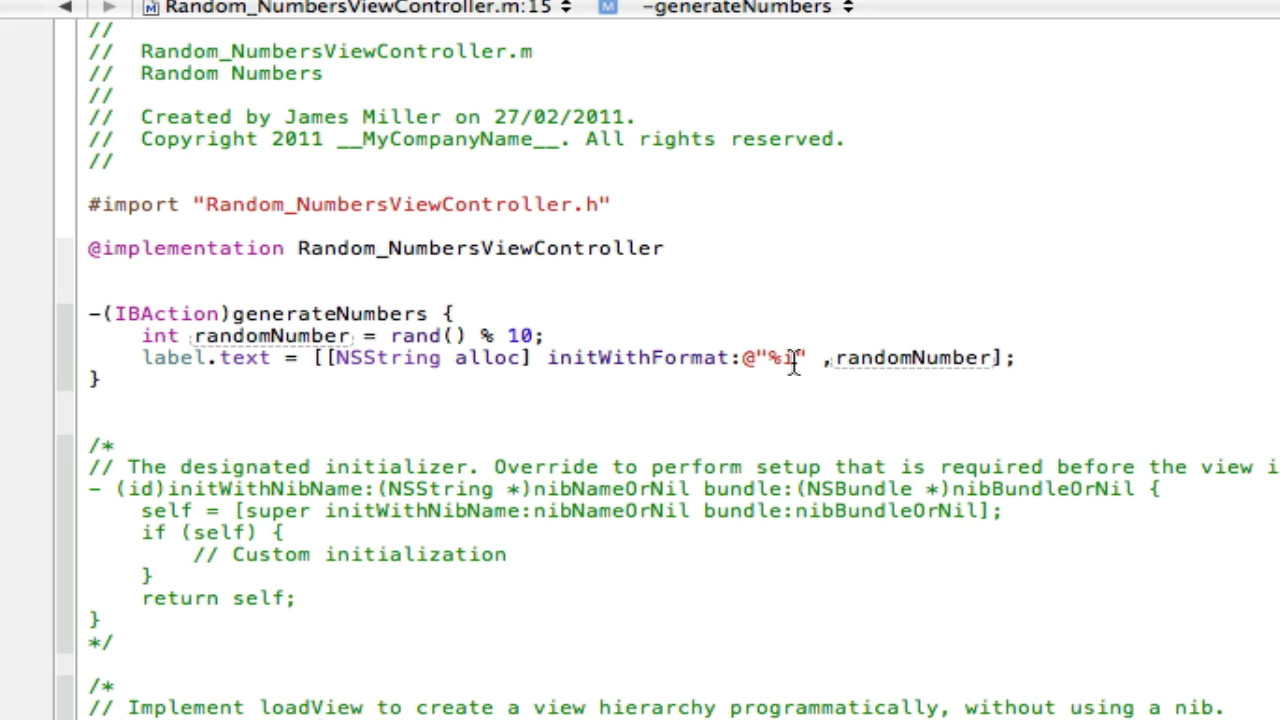 Random_NumbersViewController.m:15 M -generateNumbers
//
// Random_NumbersViewController.m
// Random Numbers
//
// Created by James Miller on 27/02/2011.
// Copyright 2011 __MyCompanyName__. All rights reserved.
//
#import "Random_NumbersViewController.h"
@implementation Random_NumbersViewController
-(IBAction)generateNumbers {
int randomNumber = rand() % 10;
label.text = [[NSString alloc] initWithFormat:@"%i" ,randomNumber];
}
/*
// The designated initializer. Override to perform setup that is required before the view i
- (id)initWithNibName:(NSString *)nibNameOrNil bundle:(NSBundle *)nibBundleOrNil {
self = [super initWithNibName:nibNameOrNil bundle:nibBundleOrNil];
if (self) {
// Custom initialization
}
return self;
}
*/
/*
// Implement loadView to create a view hierarchy programmatically, without using a nib.